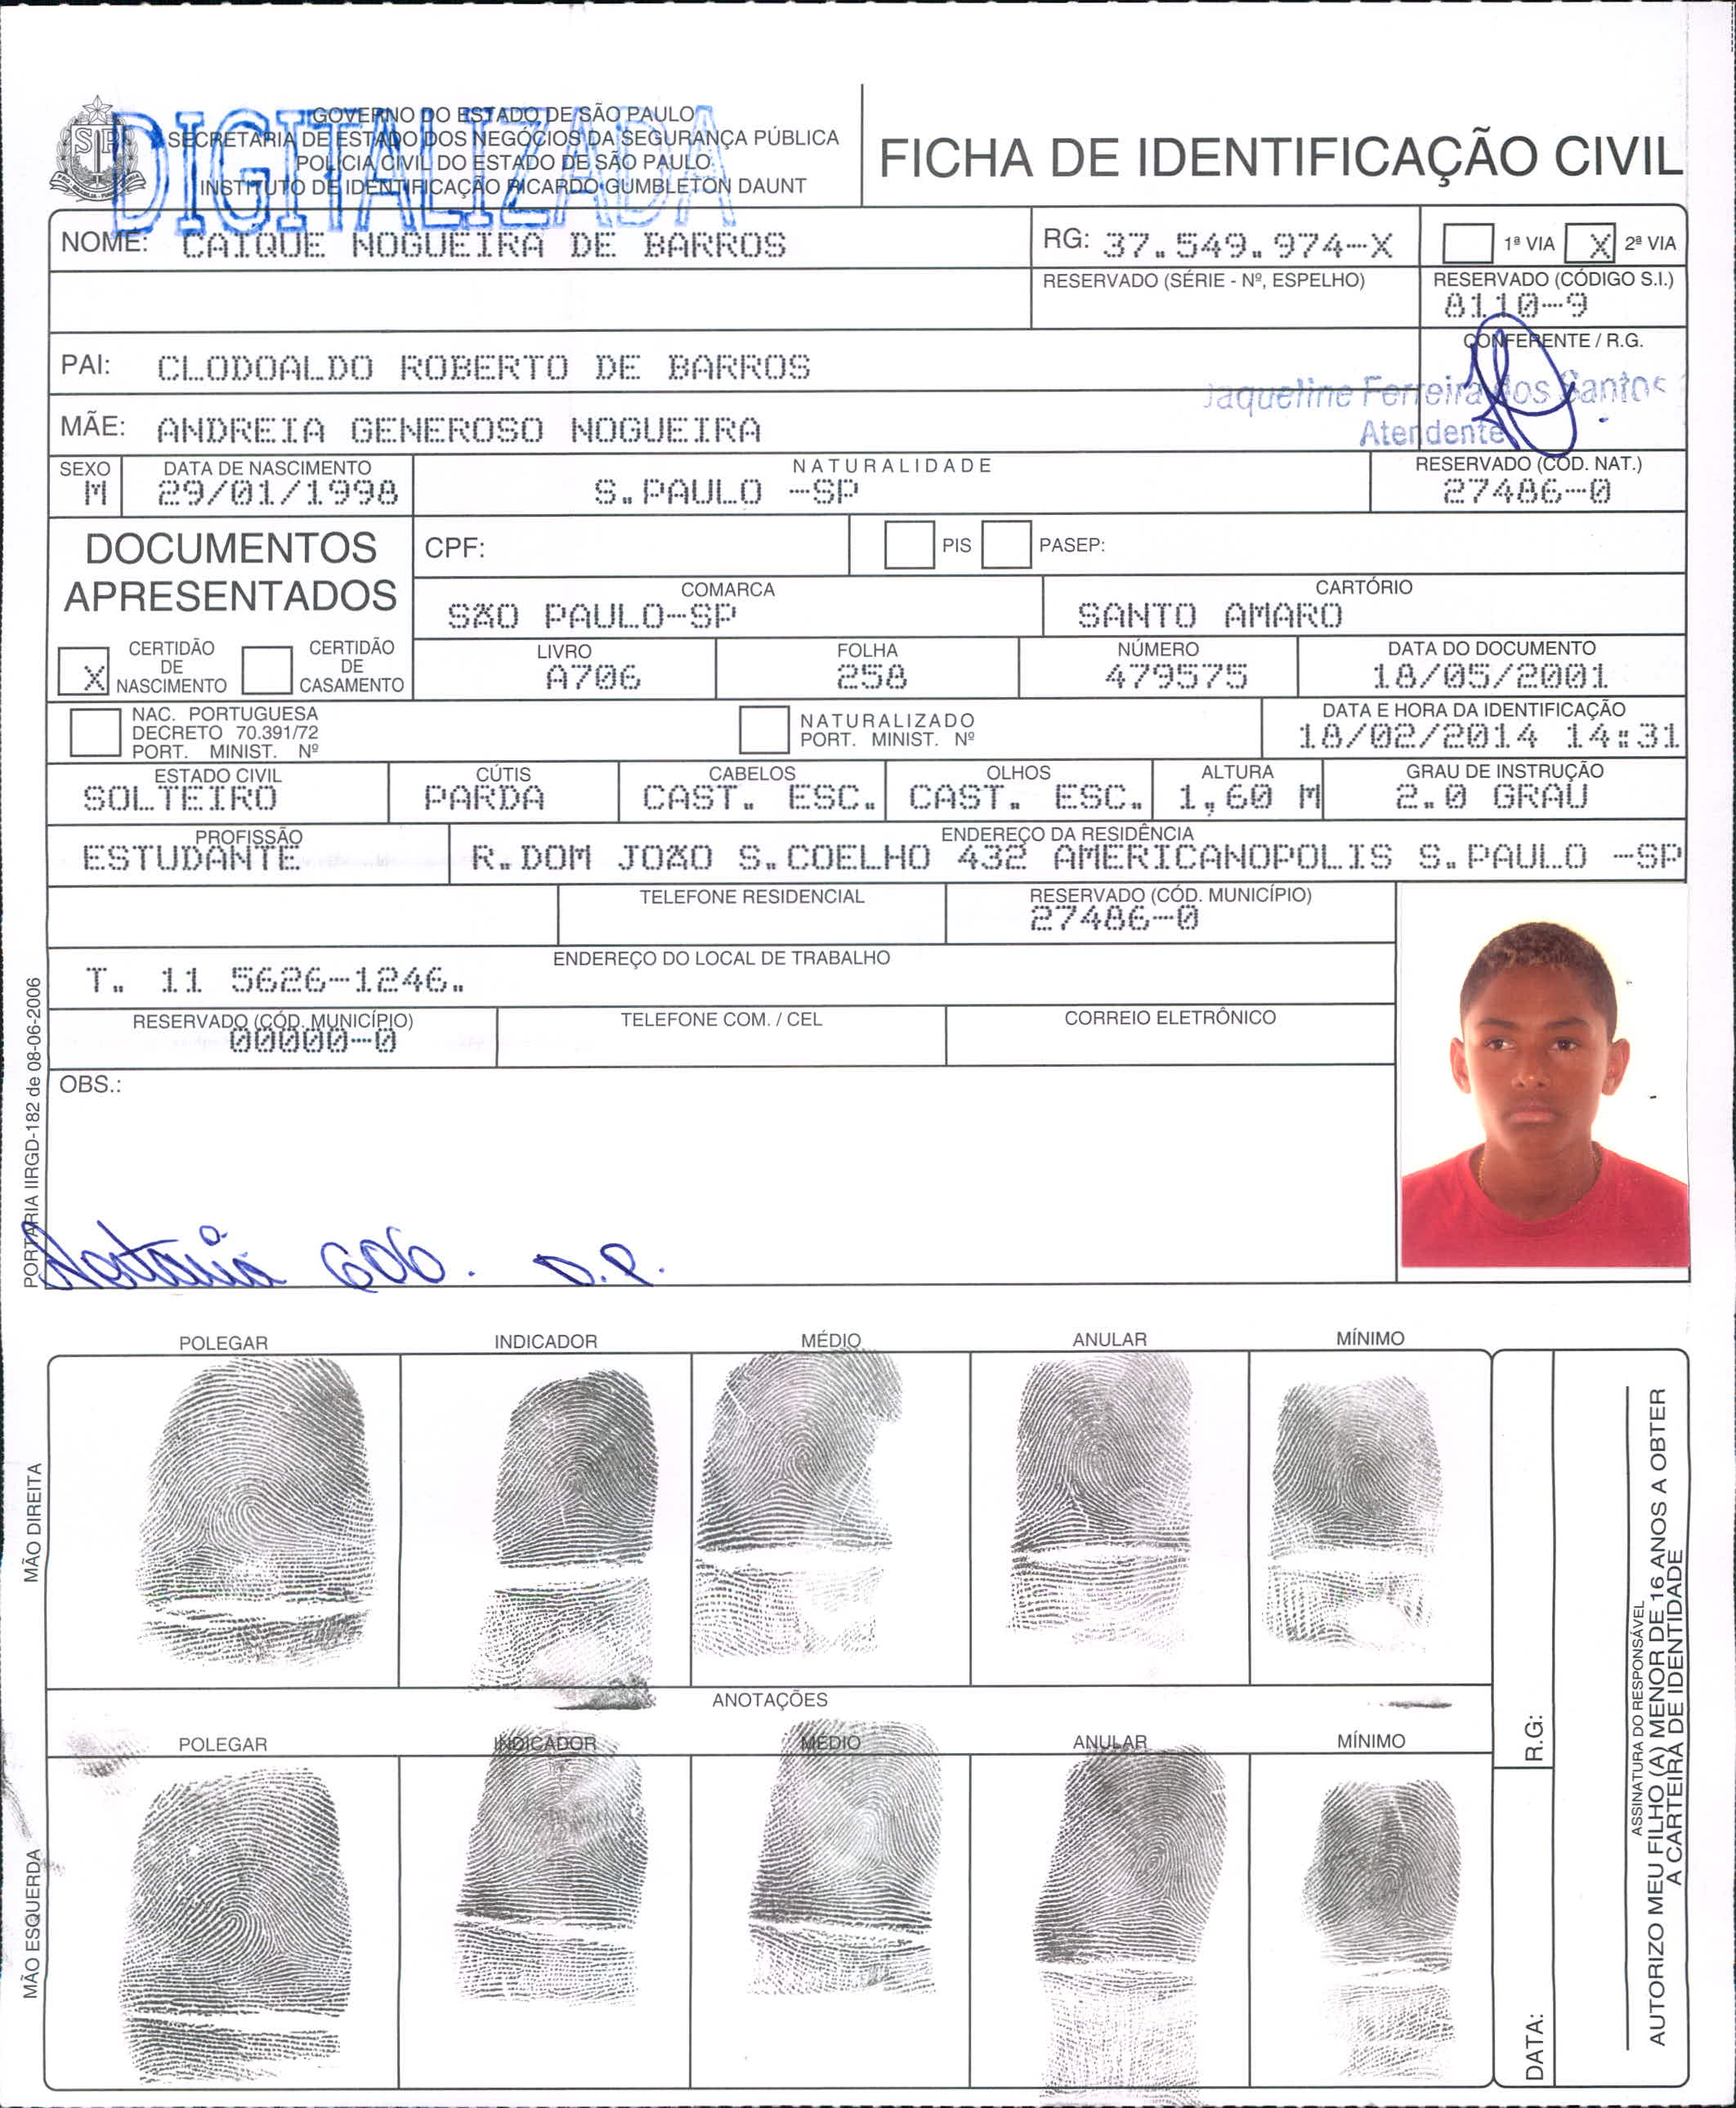 DIGITALIZADA
GOVERNO DO ESTADO DE SÃO PAULO
SECRETARIA DE ESTADO DOS NEGÓCIOS DA SEGURANÇA PÚBLICA
POLÍCIA CIVIL DO ESTADO DE SÃO PAULO
INSTITUTO DE IDENTIFICAÇÃO RICARDO GUMBLETON DAUNT
FICHA DE IDENTIFICAÇÃO CIVIL
NOME: CAIQUE NOGUEIRA DE BARROS
RG: 37.549.974-X
1ª VIA X 2ª VIA
RESERVADO (SÉRIE - Nº, ESPELHO)
RESERVADO (CÓDIGO S.I.)
8110-9
PAI: CLODOALDO ROBERTO DE BARROS
CONFERENTE / R.G.
Jaqueline Ferreira dos Santos
Atendente
MÃE: ANDREIA GENEROSO NOGUEIRA
SEXO
M
DATA DE NASCIMENTO
29/01/1998
NATURALIDADE
S.PAULO -SP
RESERVADO (CÓD. NAT.)
27486-0
DOCUMENTOS
APRESENTADOS
CPF:
PIS
PASEP:
COMARCA
SÃO PAULO-SP
CARTÓRIO
SANTO AMARO
X CERTIDÃO
DE
NASCIMENTO
CERTIDÃO
DE
CASAMENTO
LIVRO
A706
FOLHA
258
NÚMERO
479575
DATA DO DOCUMENTO
18/05/2001
NAC. PORTUGUESA
DECRETO 70.391/72
PORT. MINIST. Nº
NATURALIZADO
PORT. MINIST. Nº
DATA E HORA DA IDENTIFICAÇÃO
18/02/2014 14:31
ESTADO CIVIL
SOLTEIRO
CÚTIS
PARDA
CABELOS
CAST. ESC.
OLHOS
CAST. ESC.
ALTURA
1,60 M
GRAU DE INSTRUÇÃO
2.0 GRAU
PROFISSÃO
ESTUDANTE
ENDEREÇO DA RESIDÊNCIA
R.DOM JOÃO S.COELHO 432 AMERICANOPOLIS S.PAULO -SP
TELEFONE RESIDENCIAL
RESERVADO (CÓD. MUNICÍPIO)
27486-0
ENDEREÇO DO LOCAL DE TRABALHO
T. 11 5626-1246.
RESERVADO (CÓD. MUNICÍPIO)
00000-0
TELEFONE COM. / CEL
CORREIO ELETRÔNICO
OBS.:
PORTARIA IIRGD-182 de 08-06-2006
POLEGAR
INDICADOR
MÉDIO
ANULAR
MÍNIMO
MÃO DIREITA
ANOTAÇÕES
POLEGAR
INDICADOR
MÉDIO
ANULAR
MÍNIMO
MÃO ESQUERDA
R.G:
DATA:
ASSINATURA DO RESPONSÁVEL
AUTORIZO MEU FILHO (A) MENOR DE 16 ANOS A OBTER
A CARTEIRA DE IDENTIDADE